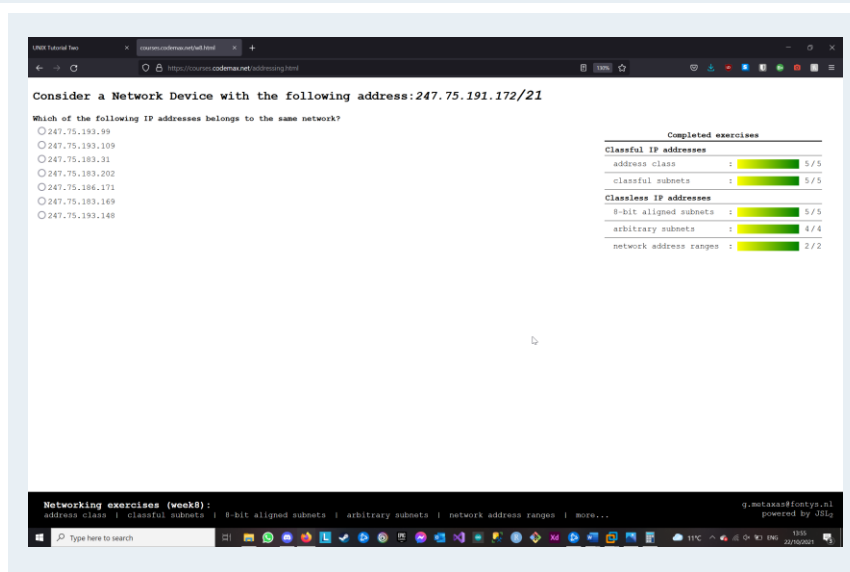 UNIX Tutorial Two
courses.codemax.net/w8.html
https://courses.codemax.net/addressing.html
130%
Consider a Network Device with the following address:247.75.191.172/21
Which of the following IP addresses belongs to the same network?
247.75.193.99
247.75.193.109
247.75.183.31
247.75.183.202
247.75.186.171
247.75.183.169
247.75.193.148
Completed exercises
Classful IP addresses
address class : 5/5
classful subnets : 5/5
Classless IP addresses
8-bit aligned subnets : 5/5
arbitrary subnets : 4/4
network address ranges : 2/2
Networking exercises (week8):
address class | classful subnets | 8-bit aligned subnets | arbitrary subnets | network address ranges | more...
g.metaxas@fontys.nl
powered by JSL2
Type here to search
11°C
ENG
13:55
22/10/2021